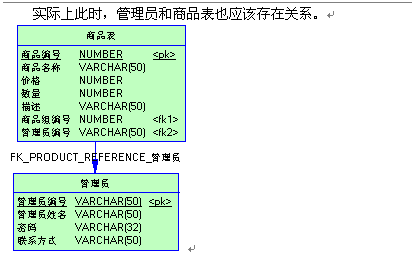 实际上此时，管理员和商品表也应该存在关系。
商品表
商品编号 NUMBER <pk>
商品名称 VARCHAR(50)
价格 NUMBER
数量 NUMBER
描述 VARCHAR(50)
商品组编号 NUMBER <fk1>
管理员编号 VARCHAR(50) <fk2>
FK_PRODUCT_REFERENCE_管理员
管理员
管理员编号 VARCHAR(50) <pk>
管理员姓名 VARCHAR(50)
密码 VARCHAR(32)
联系方式 VARCHAR(50)